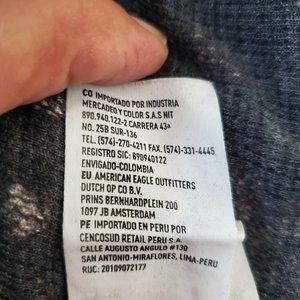 CO IMPORTADO POR INDUSTRIA
MERCADEO Y COLOR S.A.S NIT
890.940.122-2 CARRERA 43ª
NO. 25B SUR-136
TEL. (574)-270-4211 FAX. (574)-331-4445
REGISTRO SIC: 890940122
ENVIGADO-COLOMBIA
EU AMERICAN EAGLE OUTFITTERS
DUTCH OP CO B.V.
PRINS BERNHARDPLEIN 200
1097 JB AMSTERDAM
PE IMPORTADO EN PERU POR
CENCOSUD RETAIL PERU S.A.
CALLE AUGUSTO ANGULO #130
SAN ANTONIO-MIRAFLORES, LIMA-PERU
RUC: 20109072177